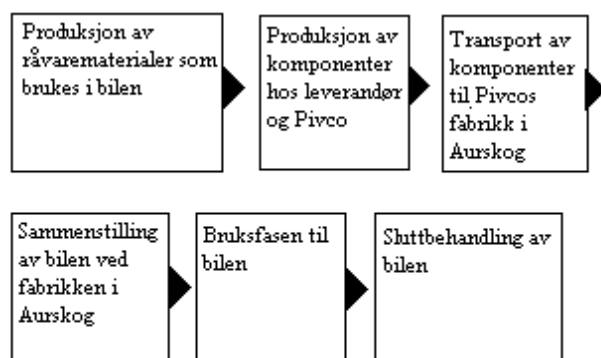 Produksjon av
råvarematerialer som
brukes i bilen
Produksjon av
komponenter
hos leverandør
og Pivco
Transport av
komponenter
til Pivcos
fabrikk i
Aurskog
Sammenstilling
av bilen ved
fabrikken i
Aurskog
Bruksfasen til
bilen
Sluttbehandling av
bilen